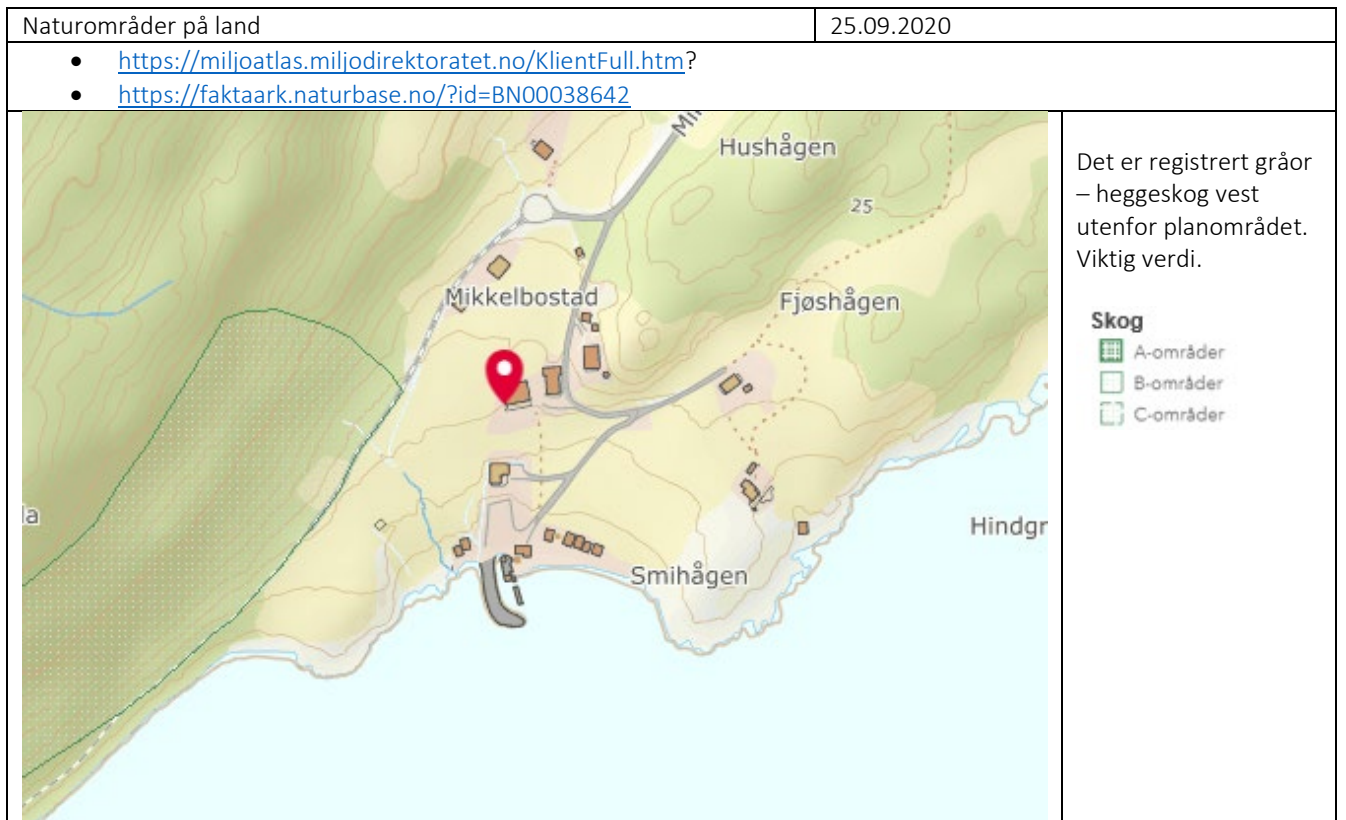 Naturområder på land
25.09.2020
• https://miljoatlas.miljodirektoratet.no/KlientFull.htm?
• https://faktaark.naturbase.no/?id=BN00038642
Hushågen
25
Mikkelbostad
Fjøshågen
la
Hindgr
Smihågen
Det er registrert gråor
– heggeskog vest
utenfor planområdet.
Viktig verdi.
Skog
A-områder
B-områder
C-områder